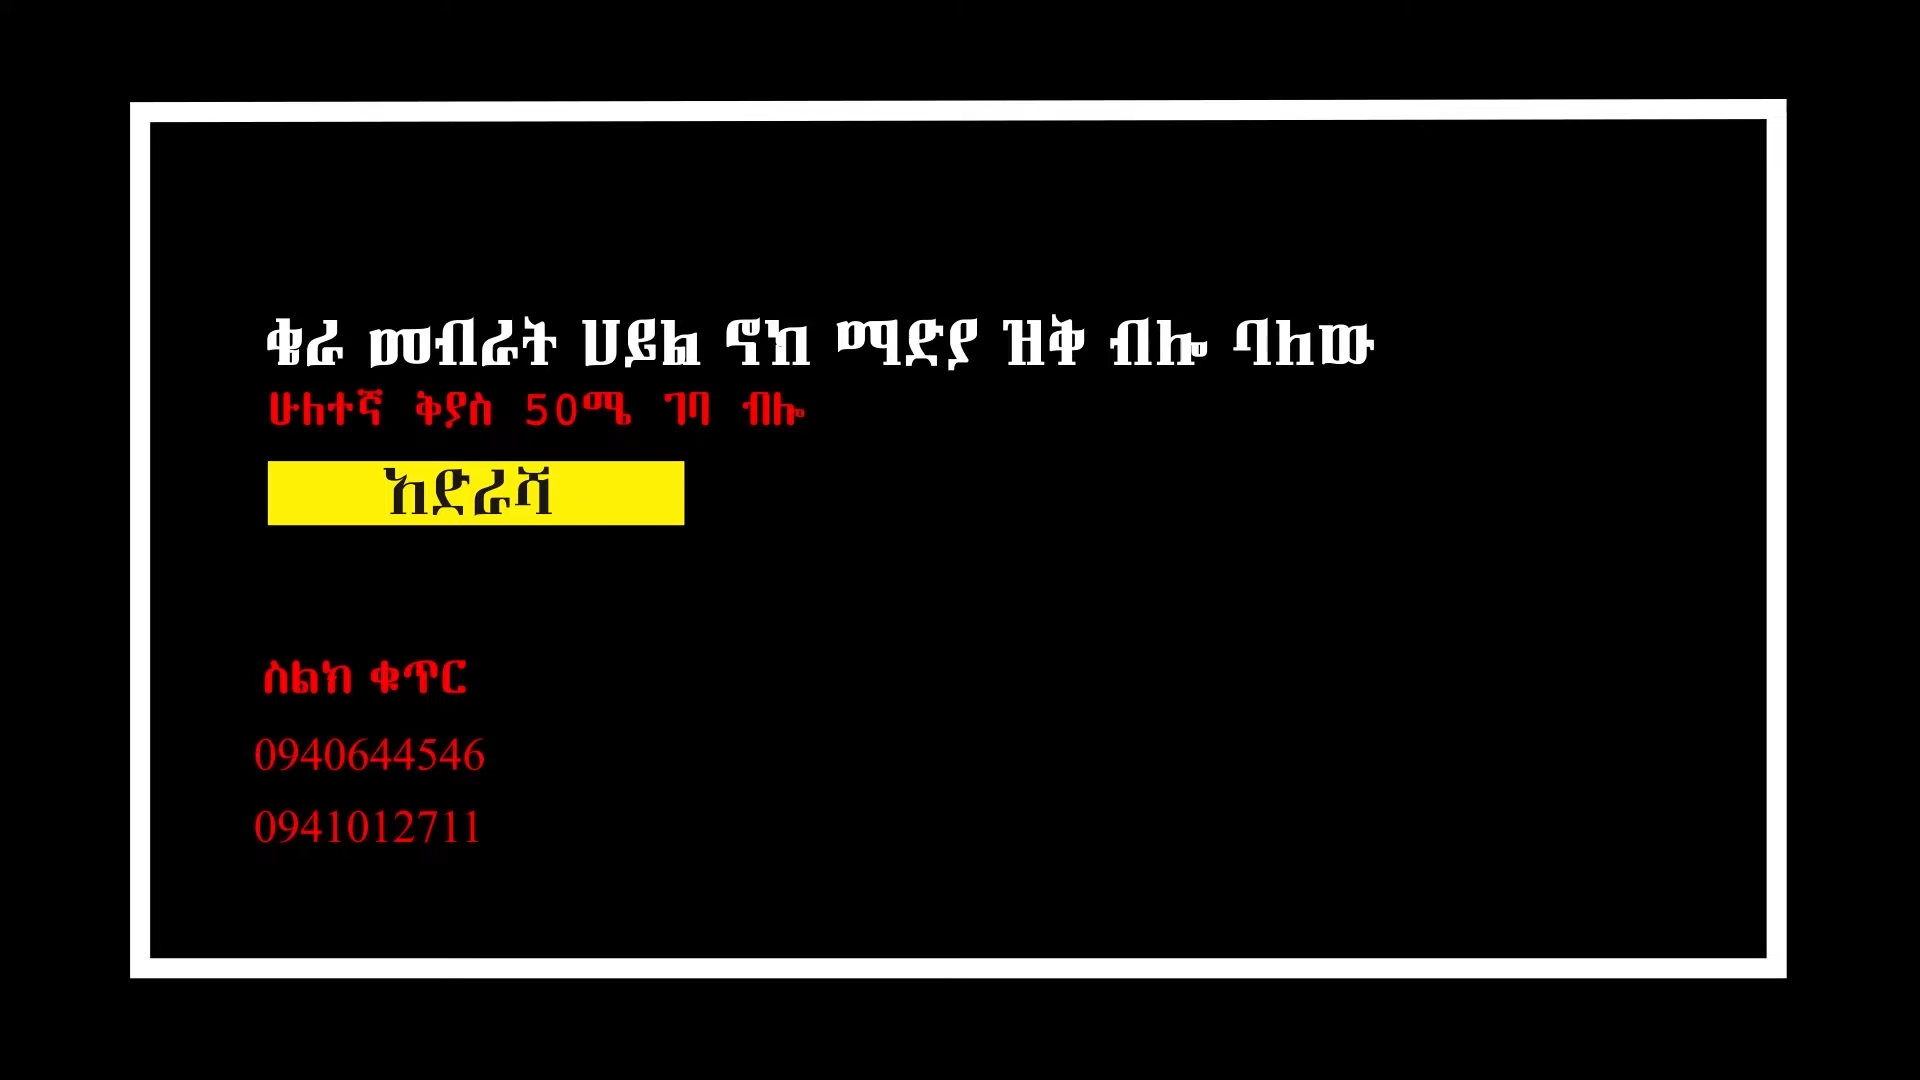 ቄራ መብራት ሀይል ኖክ ማድያ ዝቅ ብሎ ባለው
ሁለተኛ ቅያስ 50ሜ ገባ ብሎ
አድራሻ
ስልክ ቁጥር
0940644546
0941012711